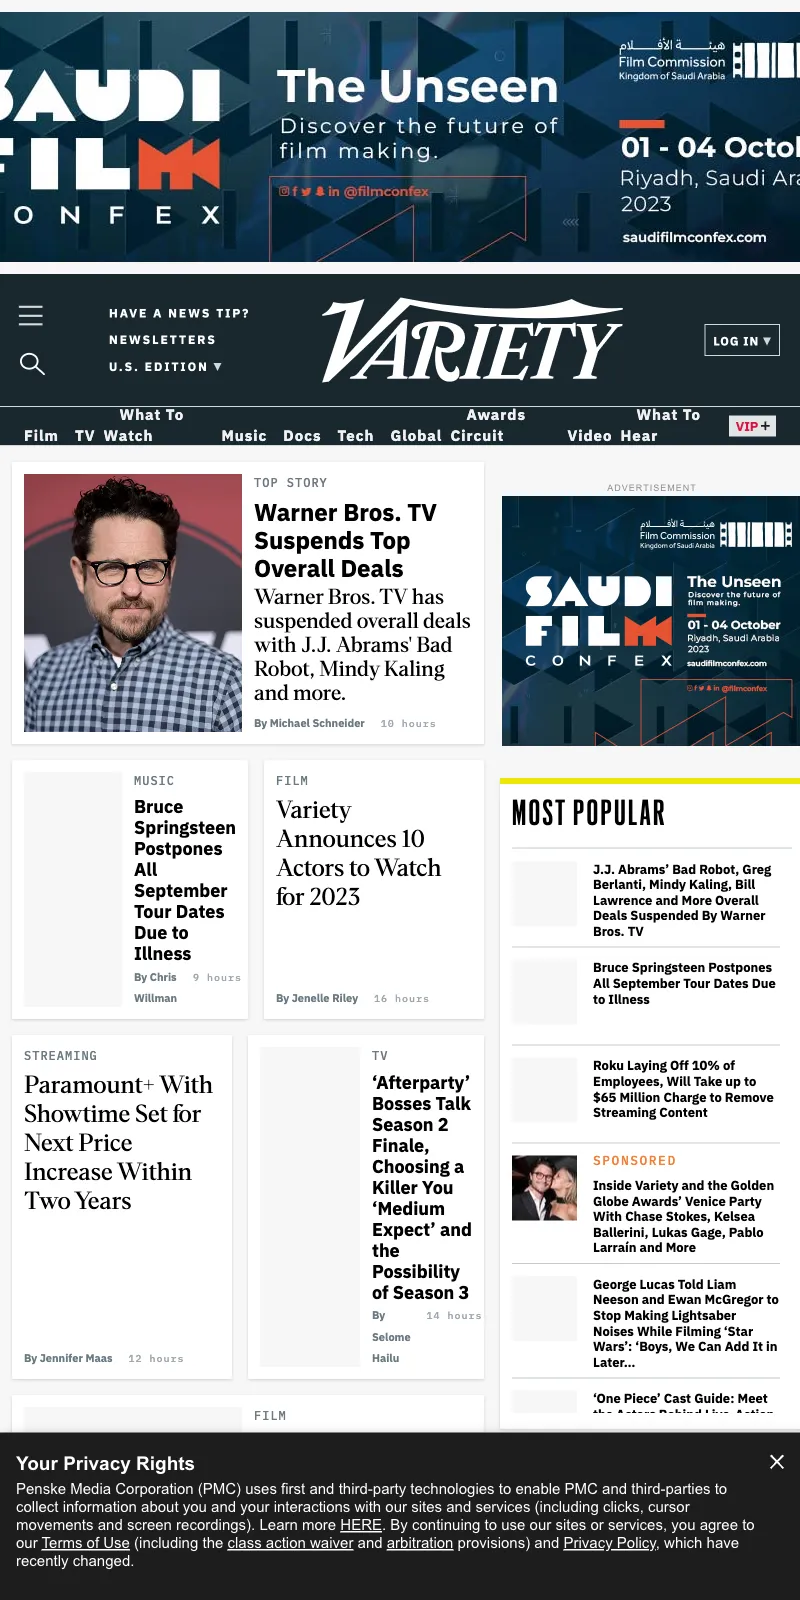 SAUDI
FILM
ONFEX
The Unseen
Discover the future of
film making.
@filmconfex
هيئـــة الأفـــلام
Film Commission
Kingdom of Saudi Arabia
01 - 04 Octo
Riyadh, Saudi Ar
2023
saudifilmconfex.com
HAVE A NEWS TIP?
NEWSLETTERS
U.S. EDITION ▼
VARIETY
LOG IN ▼
Film
TV
What To
Watch
Music
Docs
Tech
Global
Awards
Circuit
Video
What To
Hear
VIP+
TOP STORY
Warner Bros. TV
Suspends Top
Overall Deals
Warner Bros. TV has
suspended overall deals
with J.J. Abrams' Bad
Robot, Mindy Kaling
and more.
By Michael Schneider 10 hours
ADVERTISEMENT
هيئـــة الأفـــلام
Film Commission
Kingdom of Saudi Arabia
SAUDI
FILM
CONFEX
The Unseen
Discover the future of
film making.
01 - 04 October
Riyadh, Saudi Arabia
2023
saudifilmconfex.com
@filmconfex
MUSIC
Bruce
Springsteen
Postpones
All
September
Tour Dates
Due to
Illness
By Chris
Willman
9 hours
FILM
Variety
Announces 10
Actors to Watch
for 2023
By Jenelle Riley 16 hours
STREAMING
Paramount+ With
Showtime Set for
Next Price
Increase Within
Two Years
By Jennifer Maas 12 hours
TV
‘Afterparty’
Bosses Talk
Season 2
Finale,
Choosing a
Killer You
‘Medium
Expect’ and
the
Possibility
of Season 3
By
Selome
Hailu
14 hours
FILM
MOST POPULAR
J.J. Abrams’ Bad Robot, Greg
Berlanti, Mindy Kaling, Bill
Lawrence and More Overall
Deals Suspended By Warner
Bros. TV
Bruce Springsteen Postpones
All September Tour Dates Due
to Illness
Roku Laying Off 10% of
Employees, Will Take up to
$65 Million Charge to Remove
Streaming Content
SPONSORED
Inside Variety and the Golden
Globe Awards’ Venice Party
With Chase Stokes, Kelsea
Ballerini, Lukas Gage, Pablo
Larraín and More
George Lucas Told Liam
Neeson and Ewan McGregor to
Stop Making Lightsaber
Noises While Filming ‘Star
Wars’: ‘Boys, We Can Add It in
Later...
‘One Piece’ Cast Guide: Meet
the Actors Behind Live-Action
Your Privacy Rights
Penske Media Corporation (PMC) uses first and third-party technologies to enable PMC and third-parties to
collect information about you and your interactions with our sites and services (including clicks, cursor
movements and screen recordings). Learn more HERE. By continuing to use our sites or services, you agree to
our Terms of Use (including the class action waiver and arbitration provisions) and Privacy Policy, which have
recently changed.